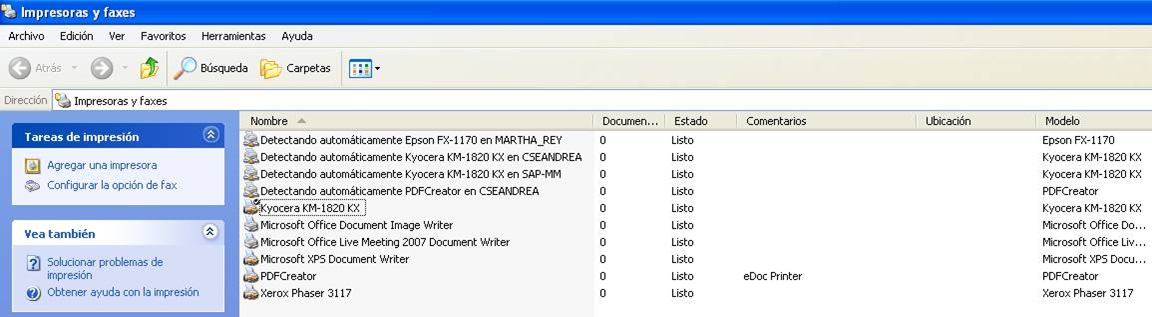 Impresoras y faxes
Archivo Edición Ver Favoritos Herramientas Ayuda
Atrás Búsqueda Carpetas
Dirección Impresoras y faxes
Tareas de impresión
Agregar una impresora
Configurar la opción de fax
Vea también
Solucionar problemas de
impresión
Obtener ayuda con la impresión
Nombre Documen... Estado Comentarios Ubicación Modelo
Detectando automáticamente Epson FX-1170 en MARTHA_REY 0 Listo Epson FX-1170
Detectando automáticamente Kyocera KM-1820 KX en CSEANDREA 0 Listo Kyocera KM-1820 KX
Detectando automáticamente Kyocera KM-1820 KX en SAP-MM 0 Listo Kyocera KM-1820 KX
Detectando automáticamente PDFCreator en CSEANDREA 0 Listo PDFCreator
Kyocera KM-1820 KX 0 Listo Kyocera KM-1820 KX
Microsoft Office Document Image Writer 0 Listo Microsoft Office Do...
Microsoft Office Live Meeting 2007 Document Writer 0 Listo Microsoft Office Liv...
Microsoft XPS Document Writer 0 Listo Microsoft XPS Docu...
PDFCreator 0 Listo eDoc Printer PDFCreator
Xerox Phaser 3117 0 Listo Xerox Phaser 3117